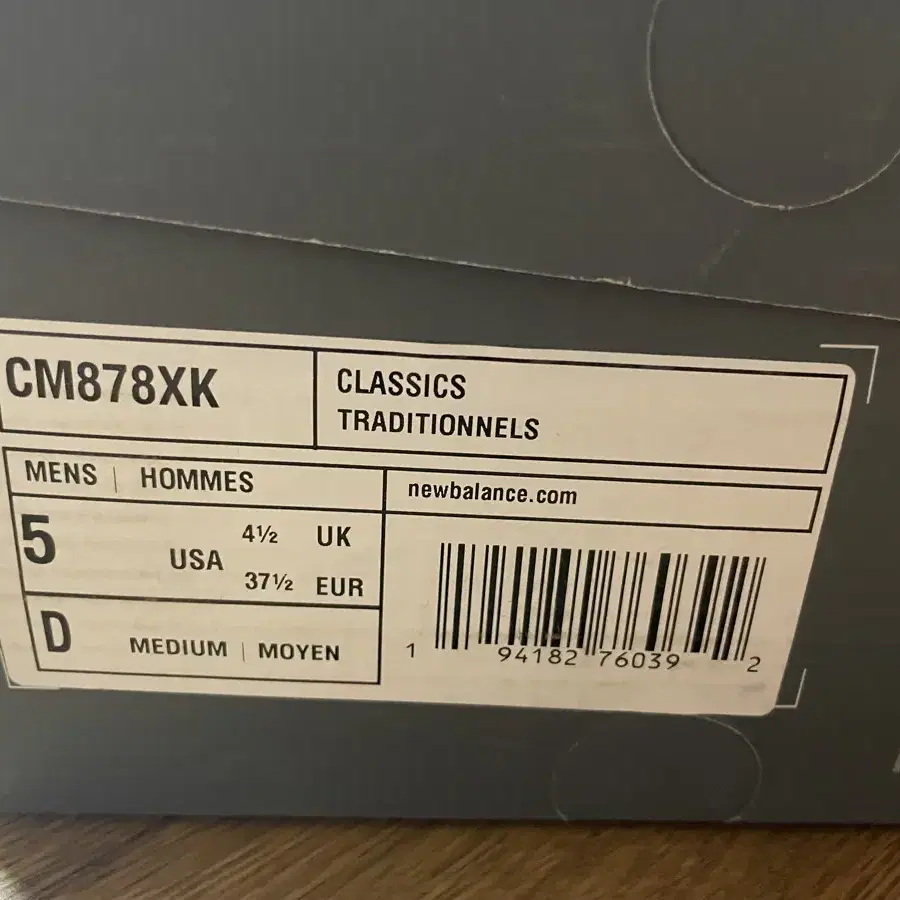 CM878XK
CLASSICS
TRADITIONNELS
MENS | HOMMES
newbalance.com
5
USA
4½ UK
37½ EUR
D
MEDIUM | MOYEN
1 94182 76039 2